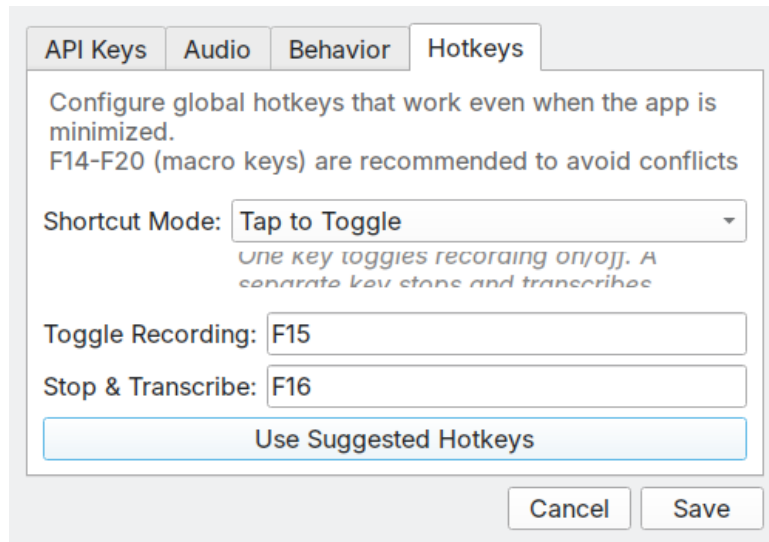 API Keys Audio Behavior Hotkeys
Configure global hotkeys that work even when the app is
minimized.
F14-F20 (macro keys) are recommended to avoid conflicts
Shortcut Mode: Tap to Toggle
One key toggles recording on/off. A
separate key stops and transcribes
Toggle Recording: F15
Stop & Transcribe: F16
Use Suggested Hotkeys
Cancel Save